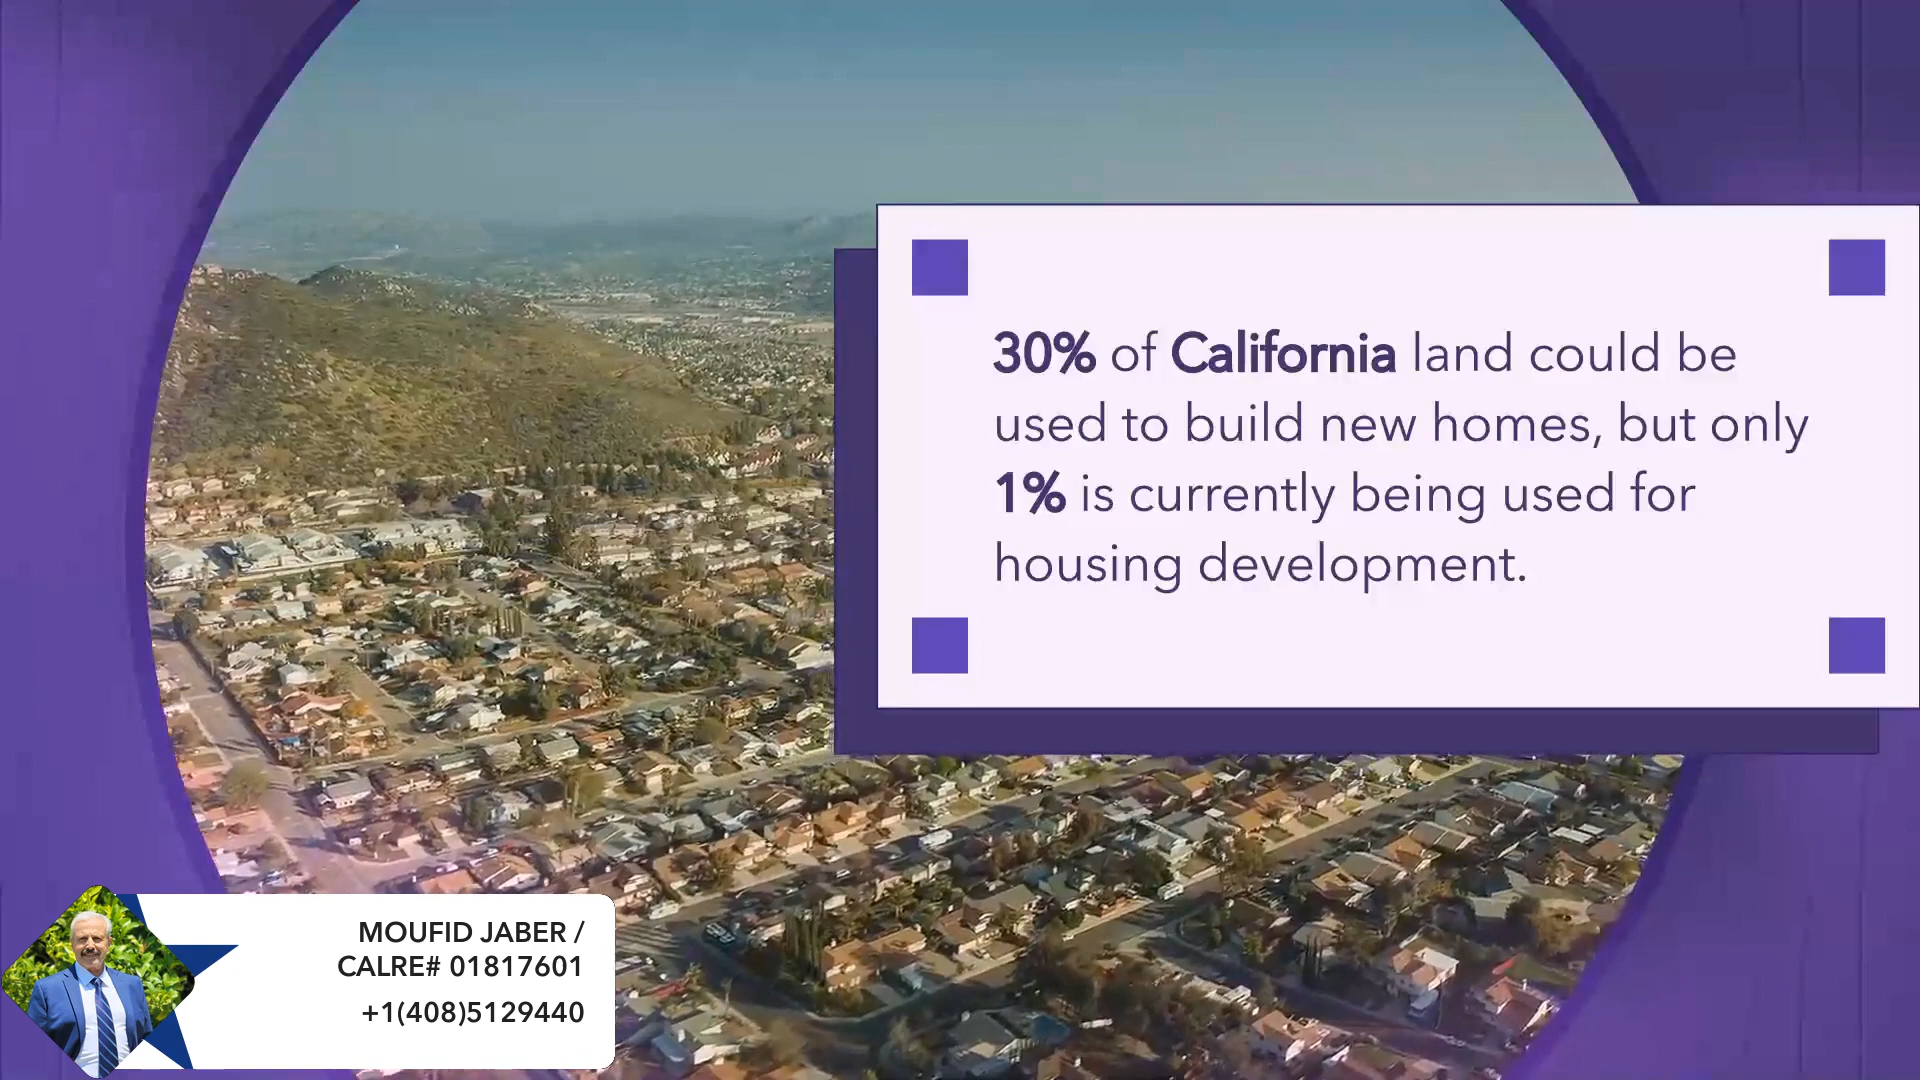 30% of California land could be
used to build new homes, but only
1% is currently being used for
housing development.
MOUFID JABER /
CALRE# 01817601
+1(408)5129440